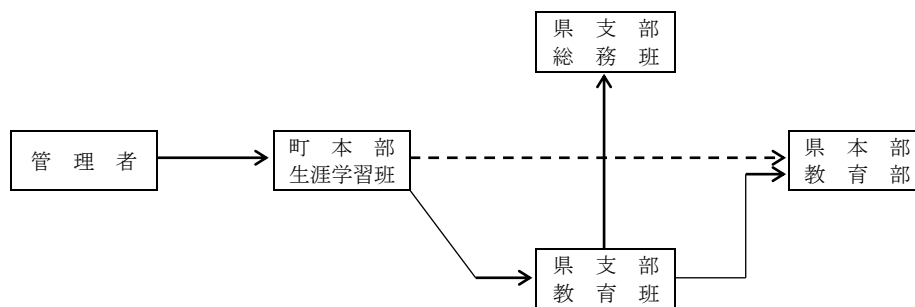 県支部
総務班
管理者
町本部
生涯学習班
県本部
教育部
県支部
教育班